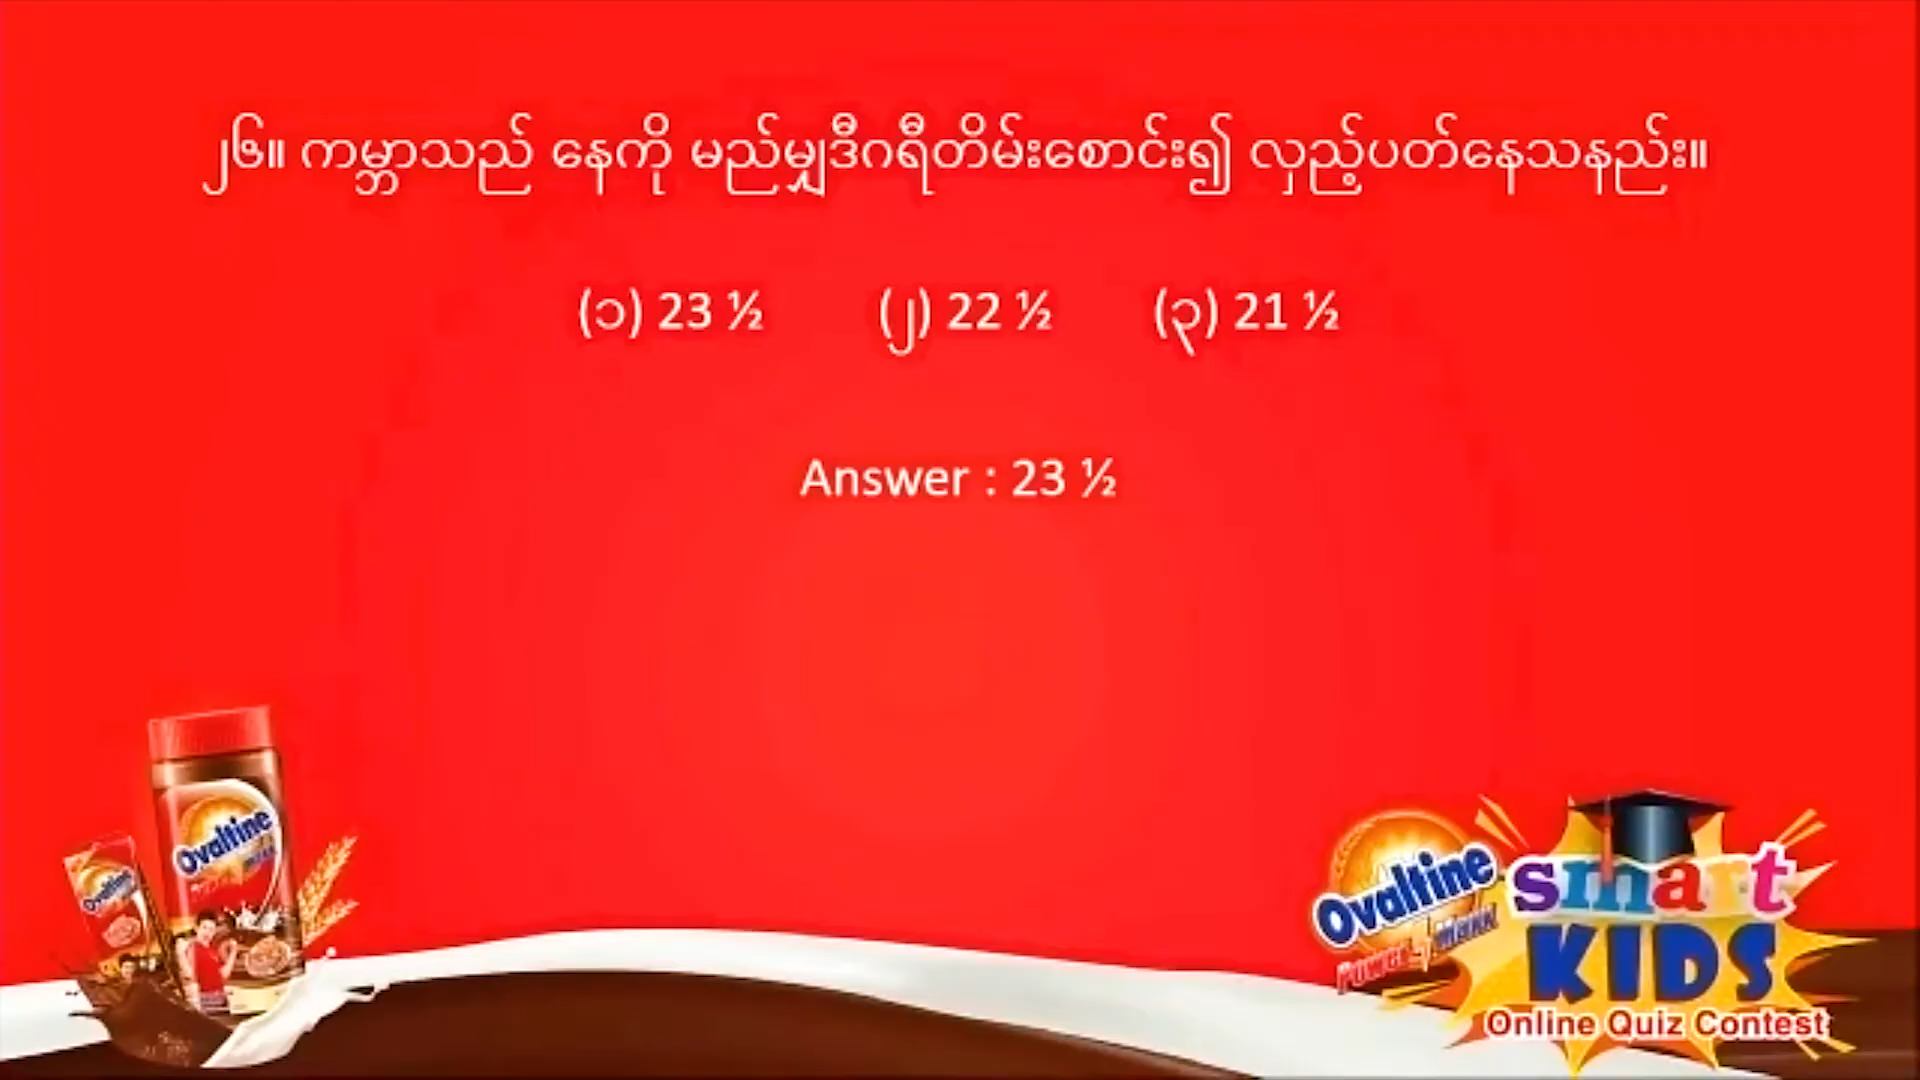 ၂၆။ ကမ္ဘာသည် နေကို မည်မျှဒီဂရီတိမ်းစောင်း၍ လှည့်ပတ်နေသနည်း။
(၁) 23 ½ (၂) 22 ½ (၃) 21 ½
Answer : 23 ½
Ovaltine
Ovaltine
Ovaltine
smart
KIDS
Online Quiz Contest